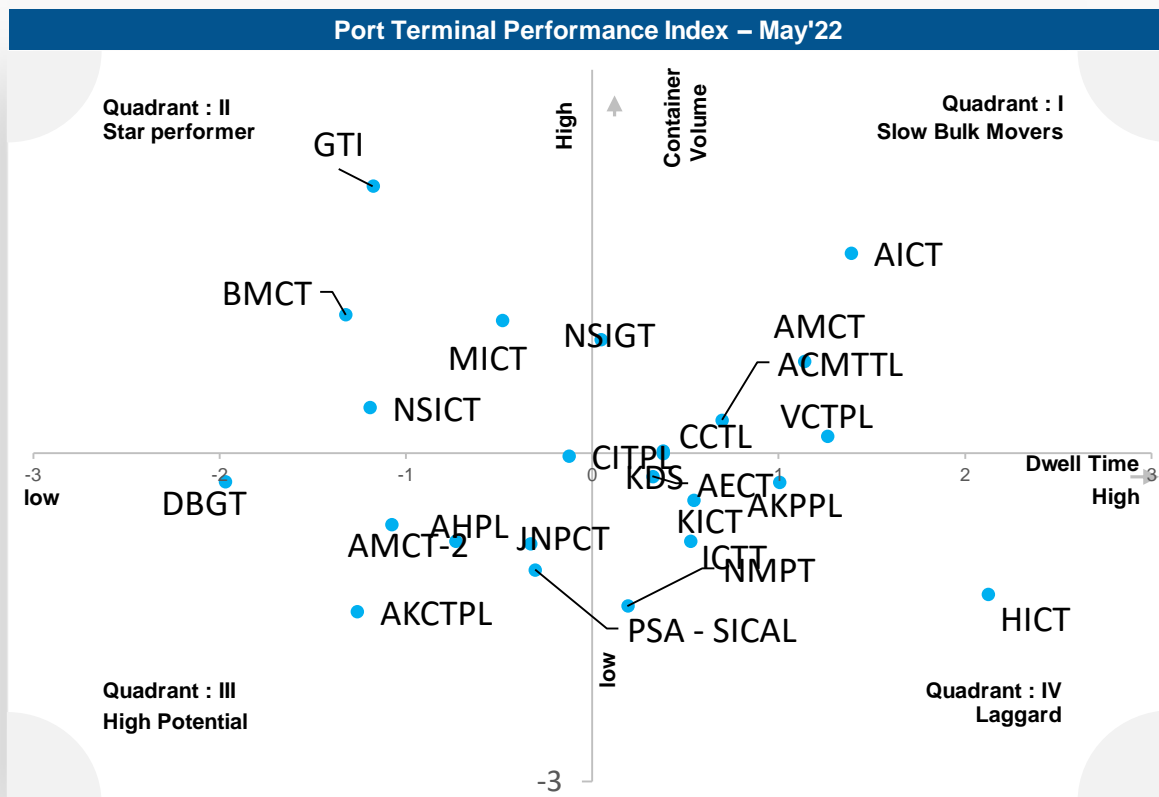 Port Terminal Performance Index – May'22
Quadrant : II
Star performer
High
Container
Volume
Quadrant : I
Slow Bulk Movers
GTI
AICT
BMCT
MICT
NSIGT
AMCT
ACMTTL
NSICT
VCTPL
CCTL
CITPL
-3
-2
-1
0
1
2
3
low
Dwell Time
High
KDS
AECT
AKPPL
DBGT
KICT
AMCT-2
AHPL
JNPCT
ICTT
NMPT
AKCTPL
PSA - SICAL
HICT
low
Quadrant : III
High Potential
Quadrant : IV
Laggard
-3